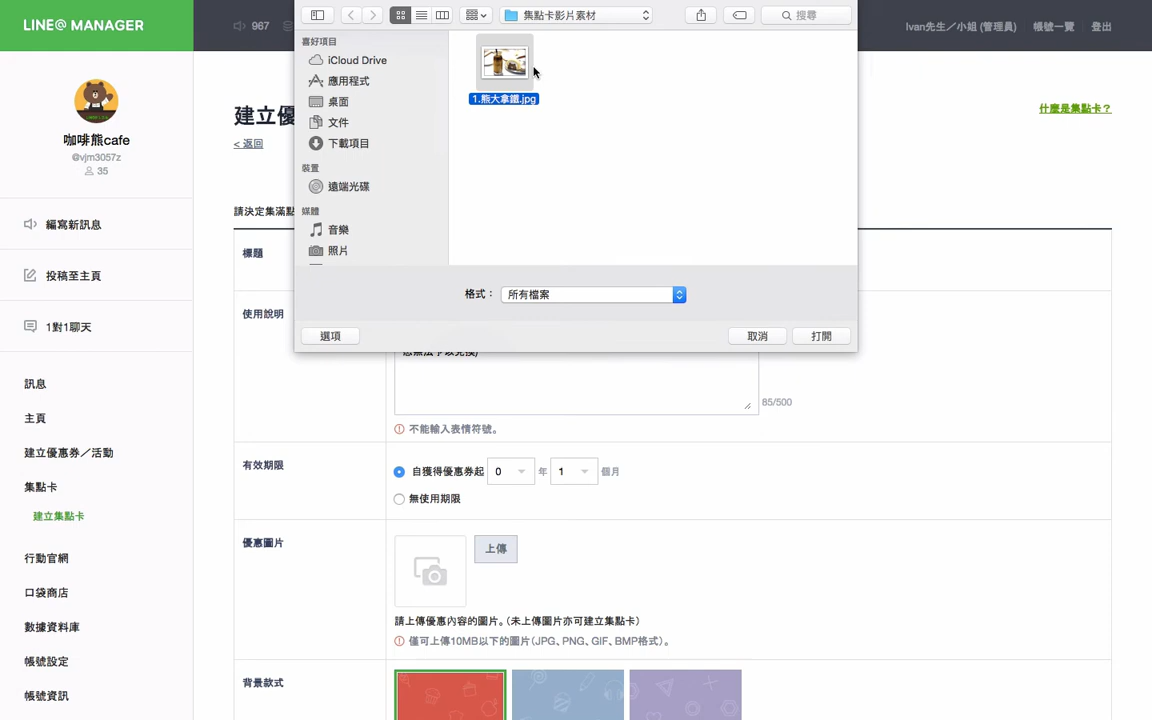 LINE@ MANAGER
967
集點卡影片素材
搜尋
Ivan先生／小姐 (管理員)
帳號一覽
登出
喜好項目
iCloud Drive
應用程式
桌面
文件
下載項目
裝置
遠端光碟
媒體
音樂
照片
1.熊大拿鐵.jpg
格式：
所有檔案
選項
取消
打開
咖啡熊cafe
@vjm3057z
35
編寫新訊息
投稿至主頁
1對1聊天
訊息
主頁
建立優惠券／活動
集點卡
建立集點卡
行動官網
口袋商店
數據資料庫
帳號設定
帳號資訊
建立優
< 返回
什麼是集點卡？
請決定集滿點
標題
使用說明
85/500
不能輸入表情符號。
有效期限
自獲得優惠券起 0 年 1 個月
無使用期限
優惠圖片
上傳
請上傳優惠內容的圖片。(未上傳圖片亦可建立集點卡)
僅可上傳10MB以下的圖片(JPG、PNG、GIF、BMP格式)。
背景款式